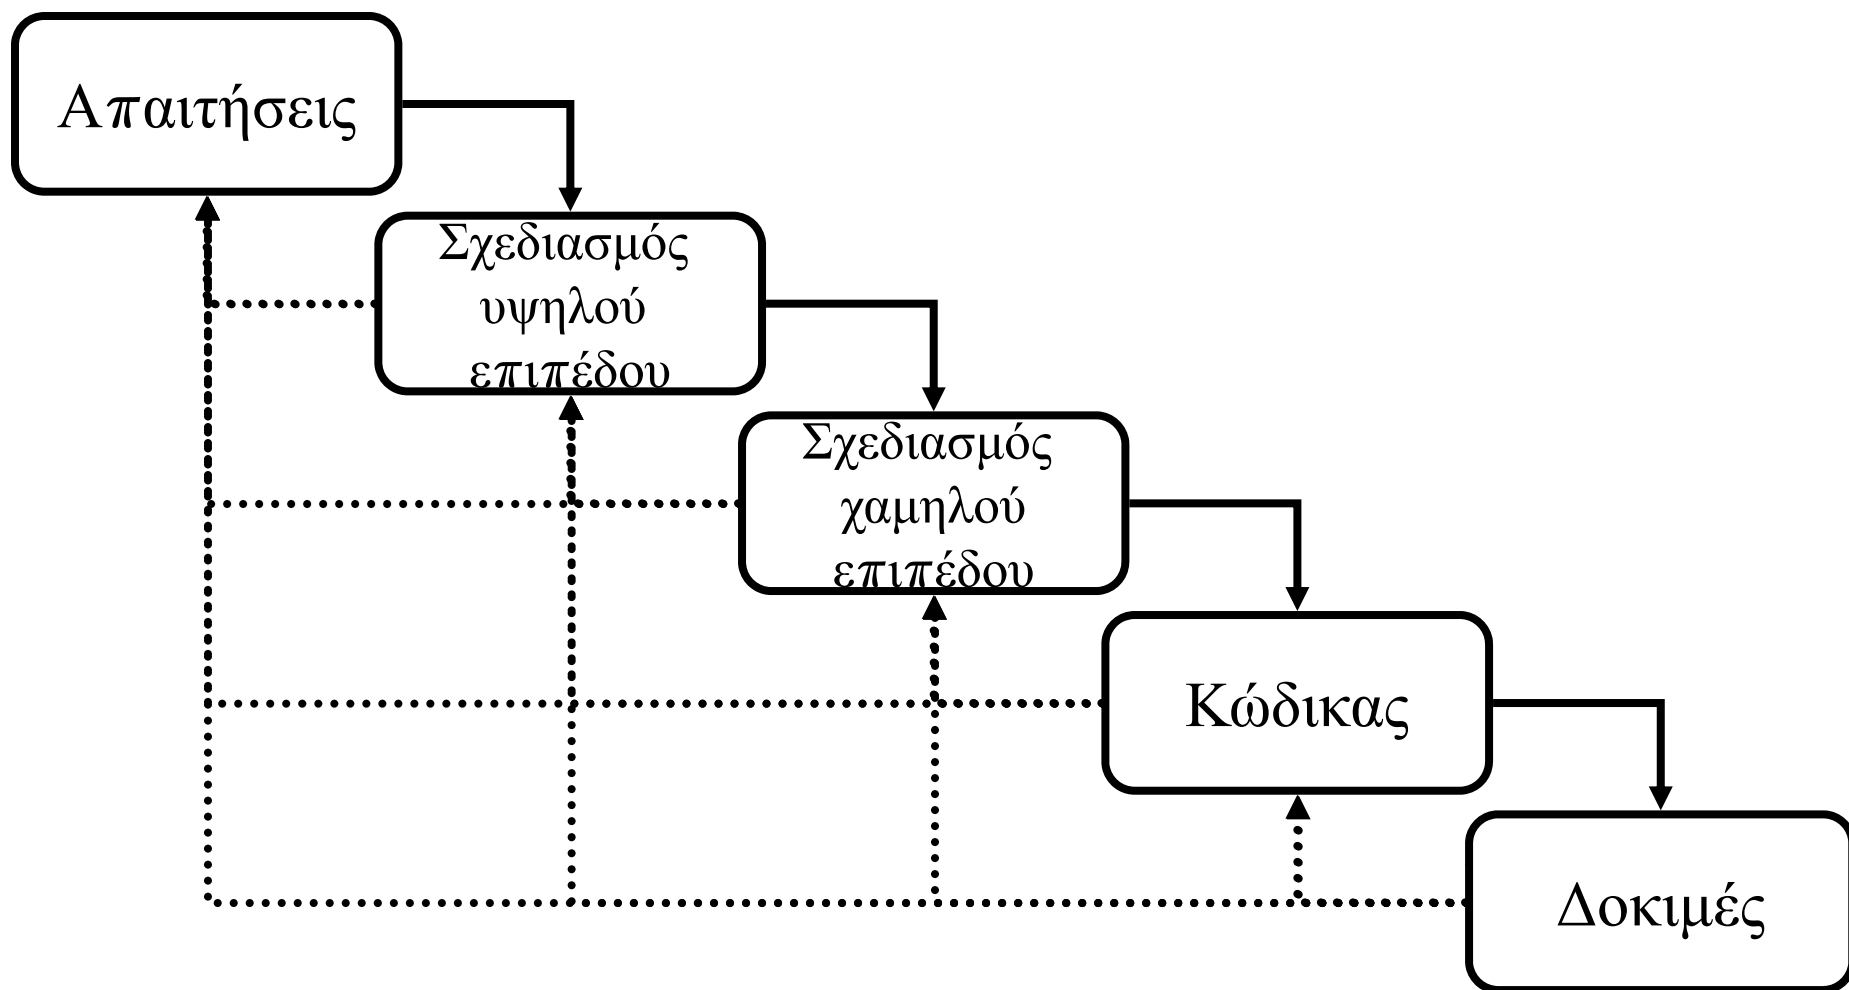 Απαιτήσεις
Σχεδιασμός
υψηλού
επιπέδου
Σχεδιασμός
χαμηλού
επιπέδου
Κώδικας
Δοκιμές